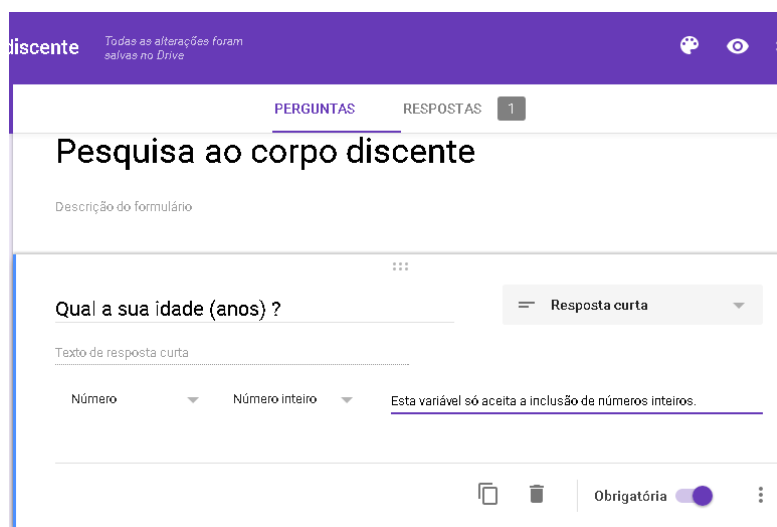 discente
Todas as alterações foram
salvas no Drive
PERGUNTAS RESPOSTAS 1
Pesquisa ao corpo discente
Descrição do formulário
Qual a sua idade (anos) ?
Resposta curta
Texto de resposta curta
Número Número inteiro Esta variável só aceita a inclusão de números inteiros.
Obrigatória